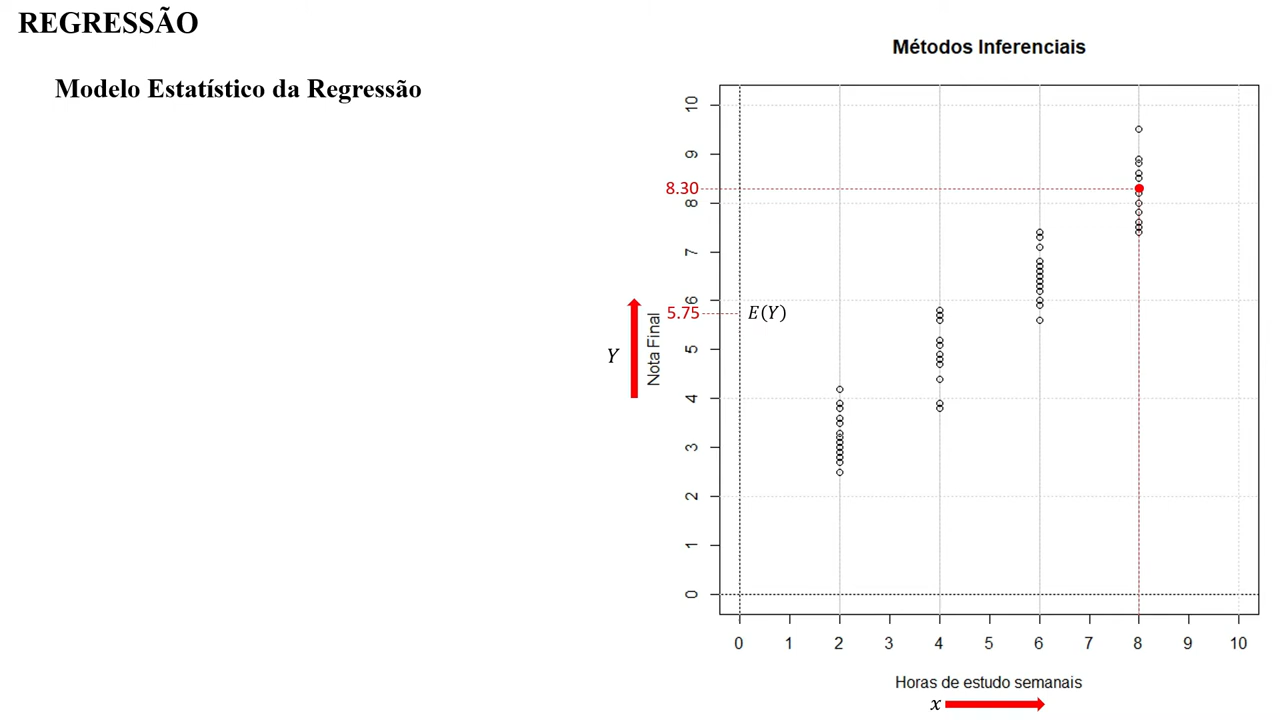 REGRESSÃO
Modelo Estatístico da Regressão
Métodos Inferenciais
10
9
8.30
8
7
6
5.75
E(Y)
Y
Nota Final
5
4
3
2
1
0
0 1 2 3 4 5 6 7 8 9 10
Horas de estudo semanais
x